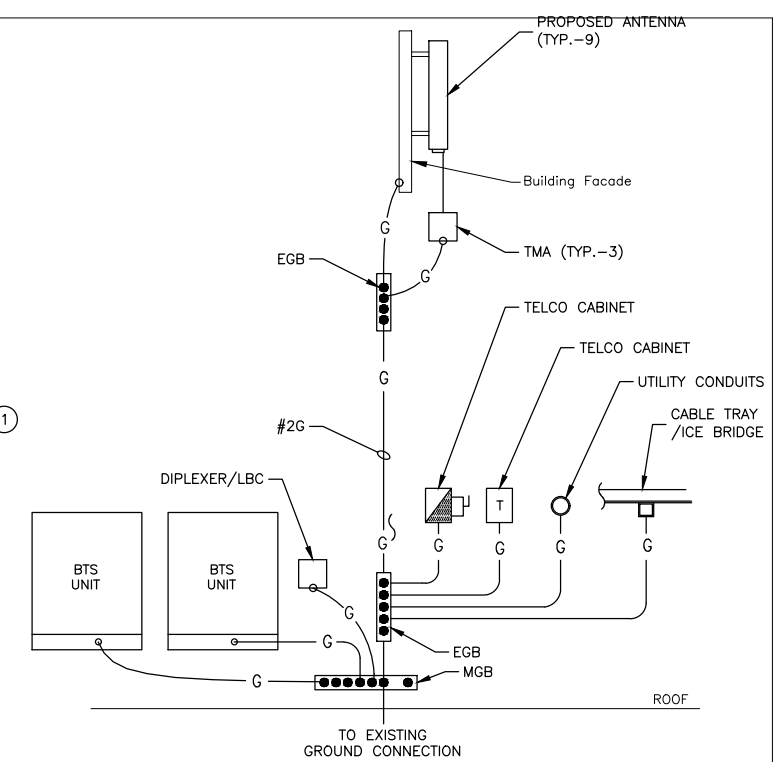 PROPOSED ANTENNA
(TYP.-9)
Building Facade
G
TMA (TYP.-3)
EGB
G
TELCO CABINET
TELCO CABINET
G
UTILITY CONDUITS
CABLE TRAY
/ICE BRIDGE
1
#2G
DIPLEXER/LBC
T
G
G
G
G
G
BTS
UNIT
BTS
UNIT
G
G
EGB
MGB
G
ROOF
TO EXISTING
GROUND CONNECTION